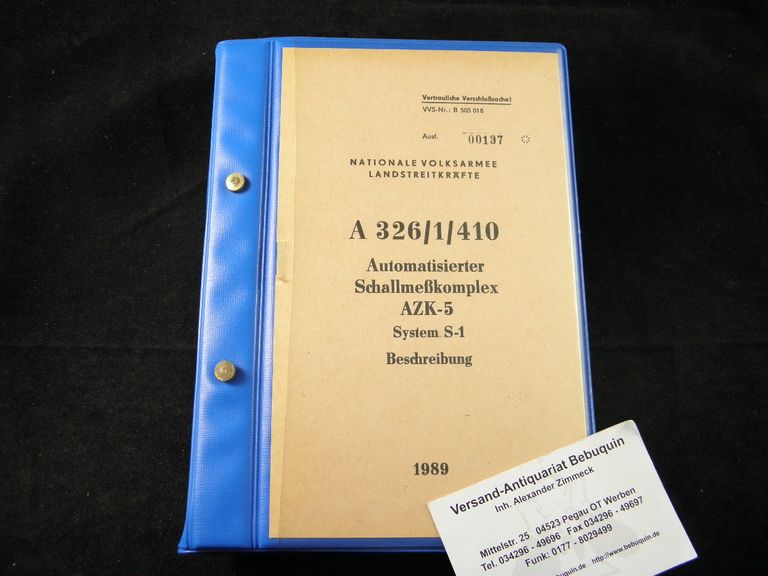 Vertrauliche Verschlußsache!
VVS-Nr.: B 505 018
Ausf. 00137
NATIONALE VOLKSARMEE
LANDSTREITKRÄFTE
A 326/1/410
Automatisierter
Schallmeßkomplex
AZK-5
System S-1
Beschreibung
1989
Versand-Antiquariat Bebuquin
Inh. Alexander Zimmeck
Mittelstr. 25 04523 Pegau OT Werben
Tel. 034296 - 49696 Fax 034296 - 49697
Funk: 0177 - 8029499
http://www.bebuquin.de